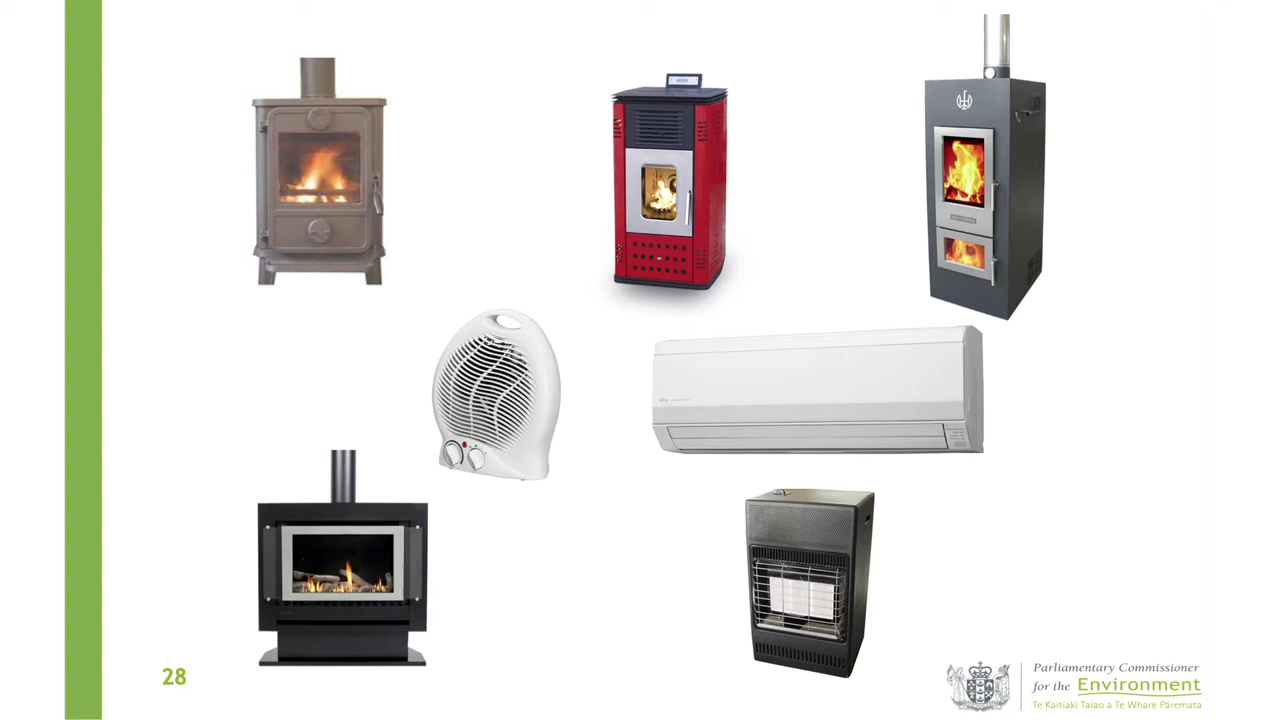 28
Parliamentary Commissioner
for the Environment
Te Kaitiaki Taiao a Te Whare Pāremata